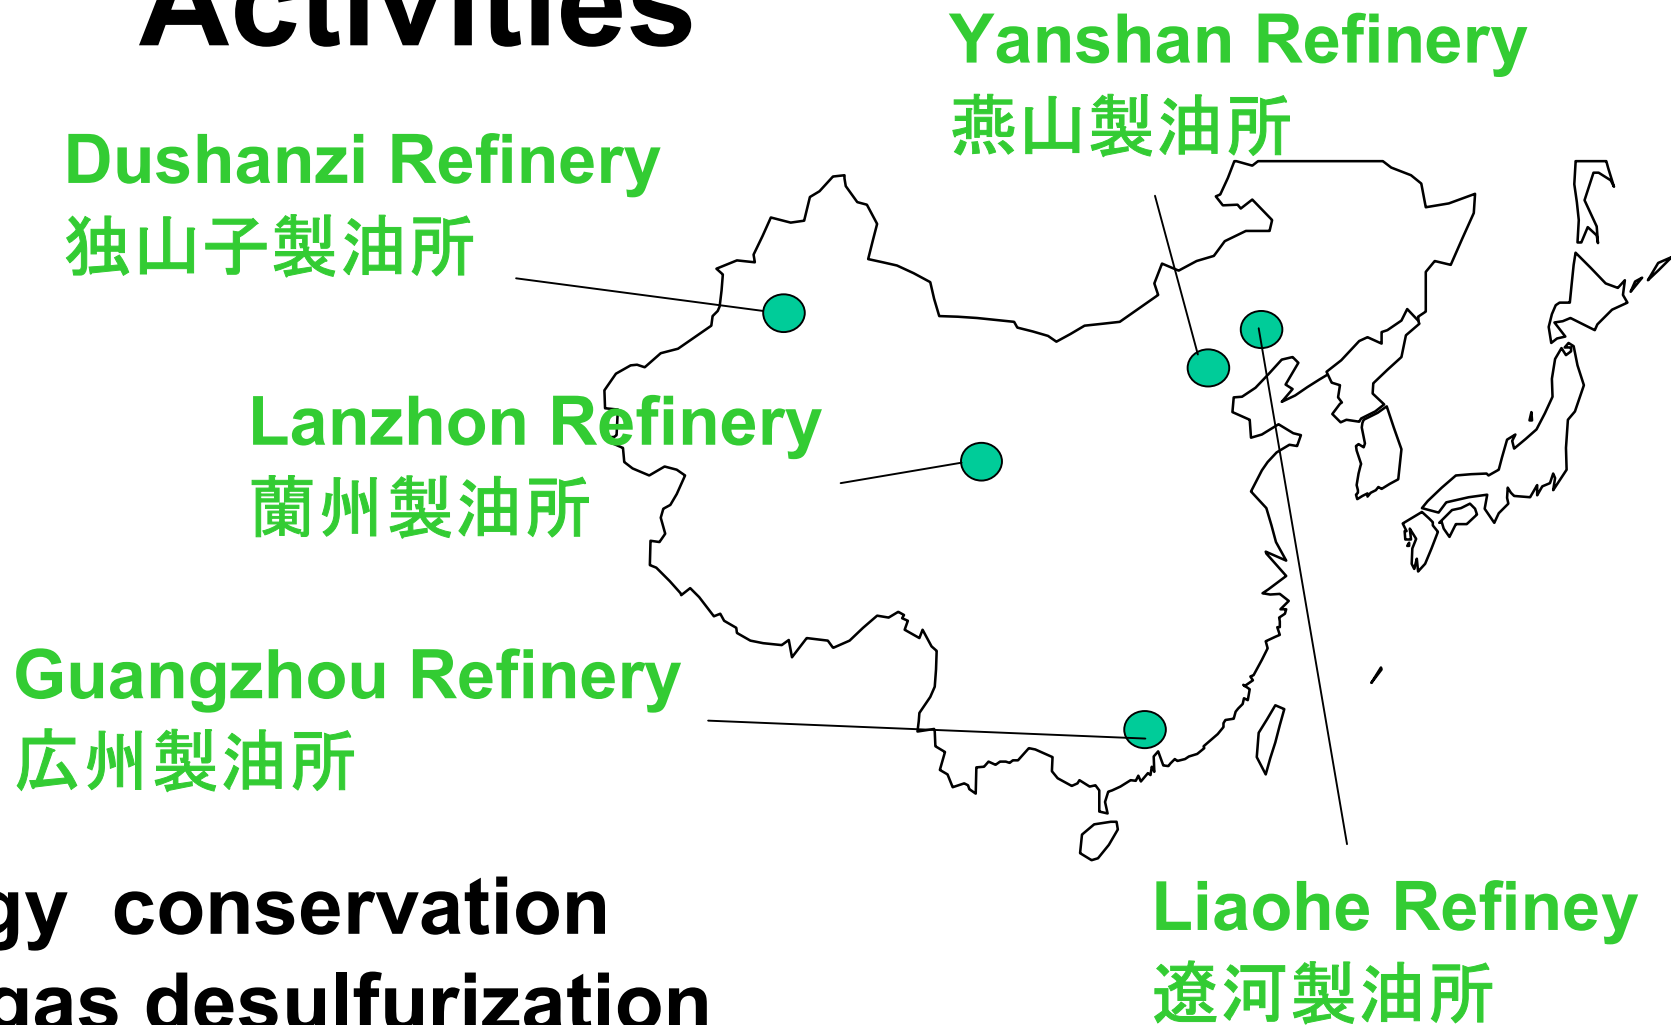 Activities
Yanshan Refinery
燕山製油所
Dushanzi Refinery
独山子製油所
Lanzhon Refinery
蘭州製油所
Guangzhou Refinery
広州製油所
gy conservation
gas desulfurization
Liaohe Refiney
遼河製油所